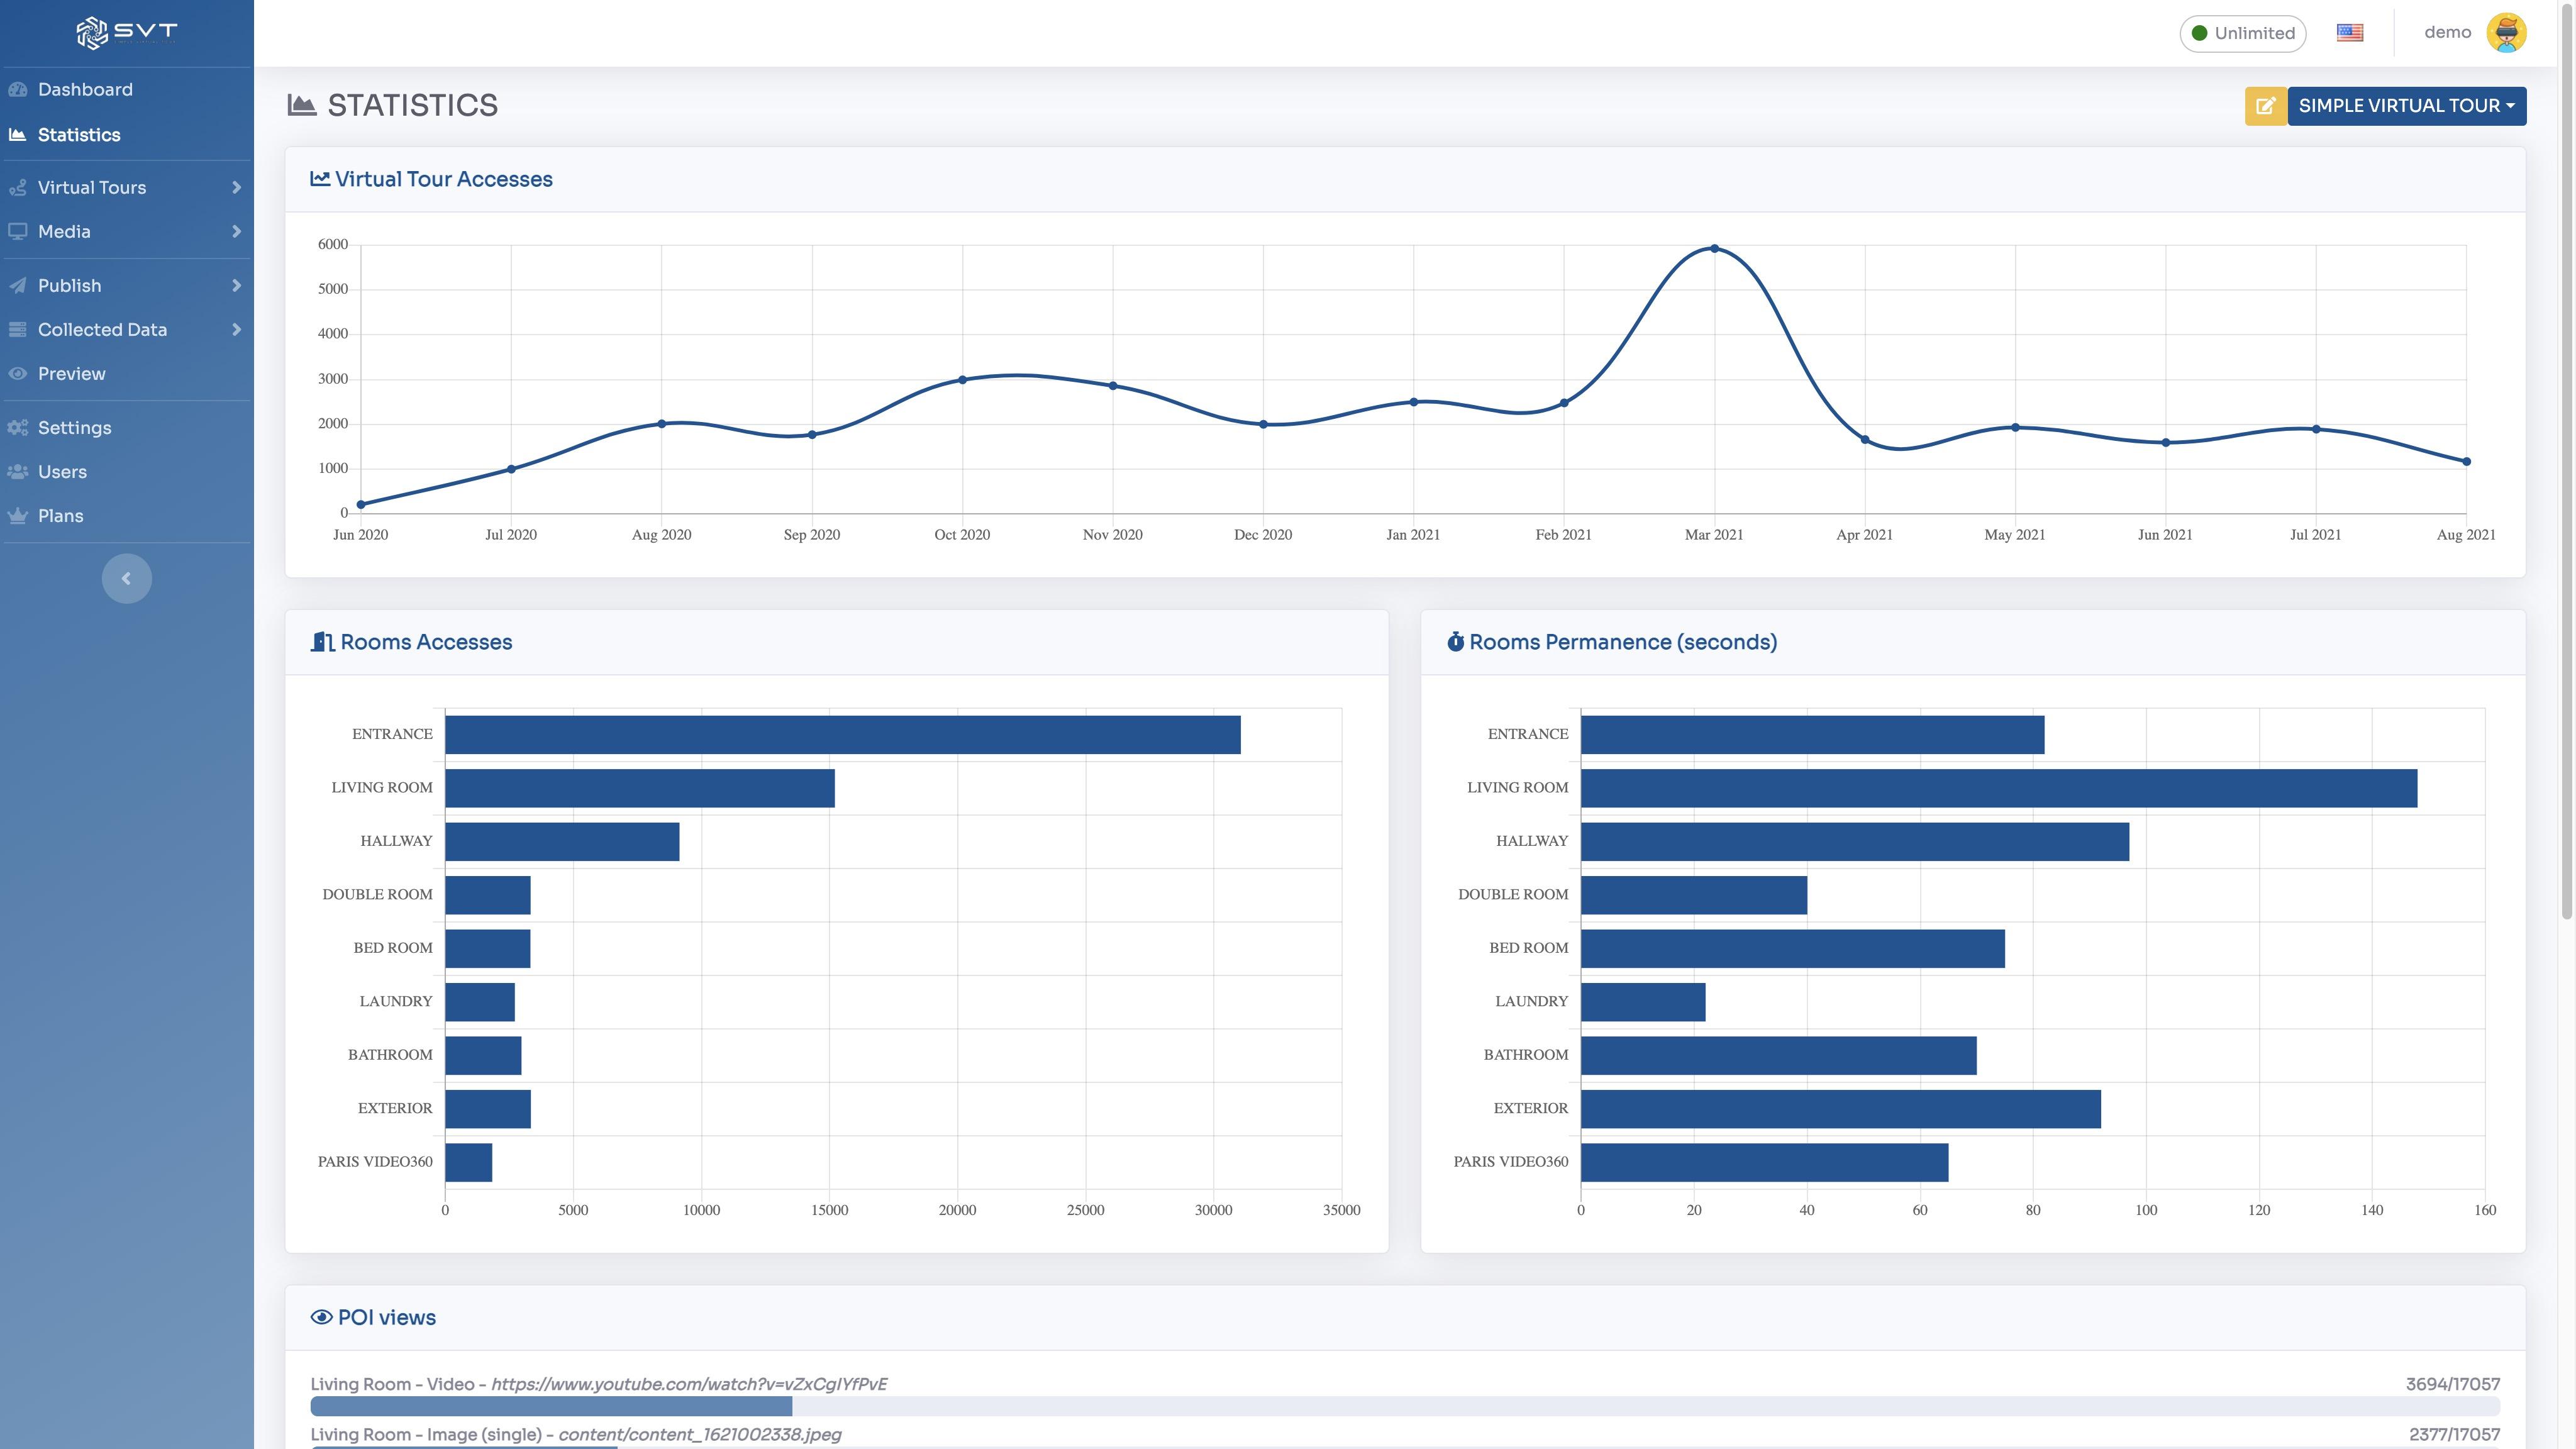 SVT
Unlimited
demo
Dashboard
Statistics
Virtual Tours
Media
Publish
Collected Data
Preview
Settings
Users
Plans
STATISTICS
SIMPLE VIRTUAL TOUR
Virtual Tour Accesses
6000
5000
4000
3000
2000
1000
0
Jun 2020 Jul 2020 Aug 2020 Sep 2020 Oct 2020 Nov 2020 Dec 2020 Jan 2021 Feb 2021 Mar 2021 Apr 2021 May 2021 Jun 2021 Jul 2021 Aug 2021
Rooms Accesses
ENTRANCE
LIVING ROOM
HALLWAY
DOUBLE ROOM
BED ROOM
LAUNDRY
BATHROOM
EXTERIOR
PARIS VIDEO360
0 5000 10000 15000 20000 25000 30000 35000
Rooms Permanence (seconds)
ENTRANCE
LIVING ROOM
HALLWAY
DOUBLE ROOM
BED ROOM
LAUNDRY
BATHROOM
EXTERIOR
PARIS VIDEO360
0 20 40 60 80 100 120 140 160
POI views
Living Room - Video - https://www.youtube.com/watch?v=vZxCglYfPvE 3694/17057
Living Room - Image (single) - content/content_1621002338.jpeg 2377/17057